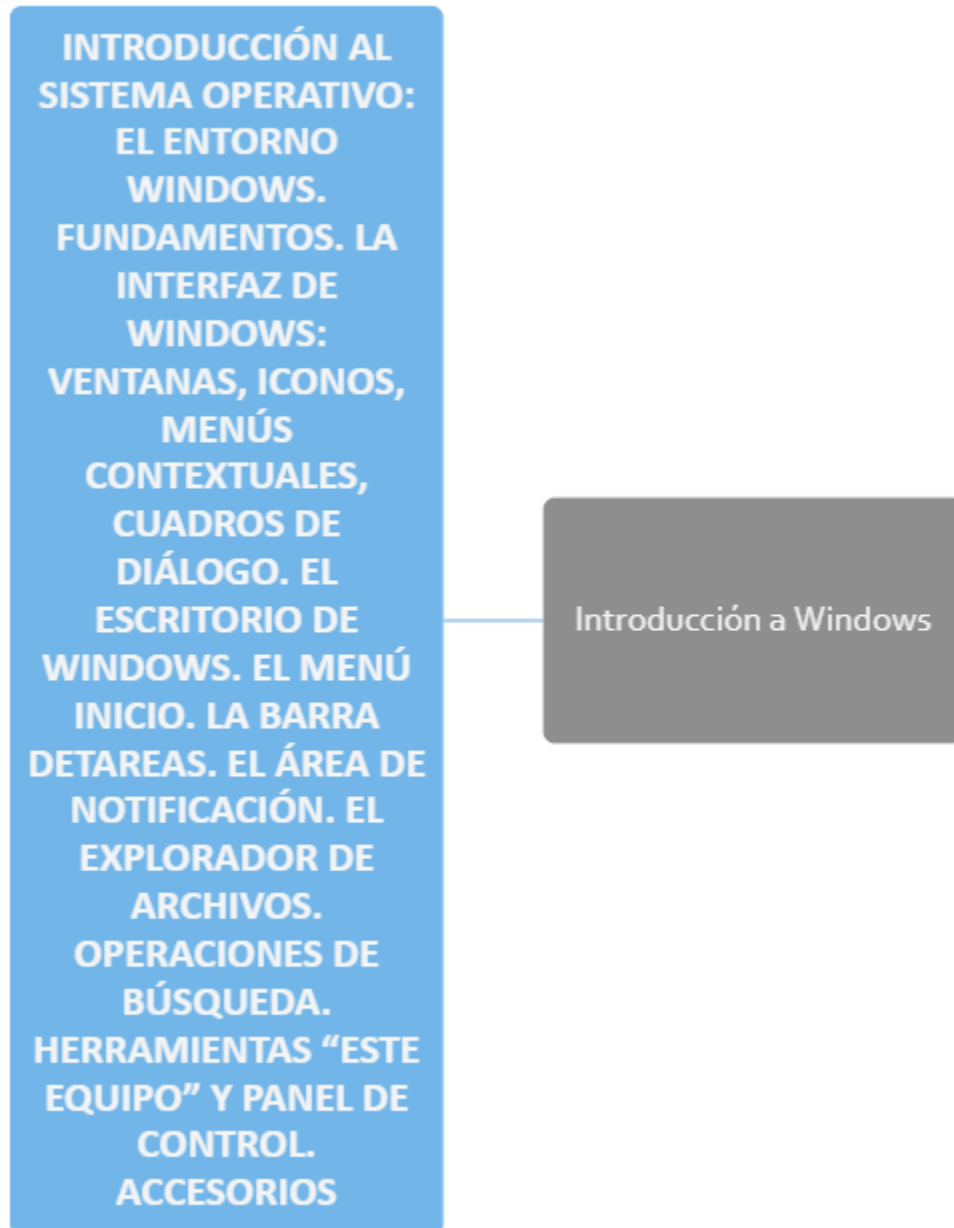 INTRODUCCIÓN AL
SISTEMA OPERATIVO:
EL ENTORNO
WINDOWS.
FUNDAMENTOS. LA
INTERFAZ DE
WINDOWS:
VENTANAS, ICONOS,
MENÚS
CONTEXTUALES,
CUADROS DE
DIÁLOGO. EL
ESCRITORIO DE
WINDOWS. EL MENÚ
INICIO. LA BARRA
DETAREAS. EL ÁREA DE
NOTIFICACIÓN. EL
EXPLORADOR DE
ARCHIVOS.
OPERACIONES DE
BÚSQUEDA.
HERRAMIENTAS “ESTE
EQUIPO” Y PANEL DE
CONTROL.
ACCESORIOS
Introducción a Windows